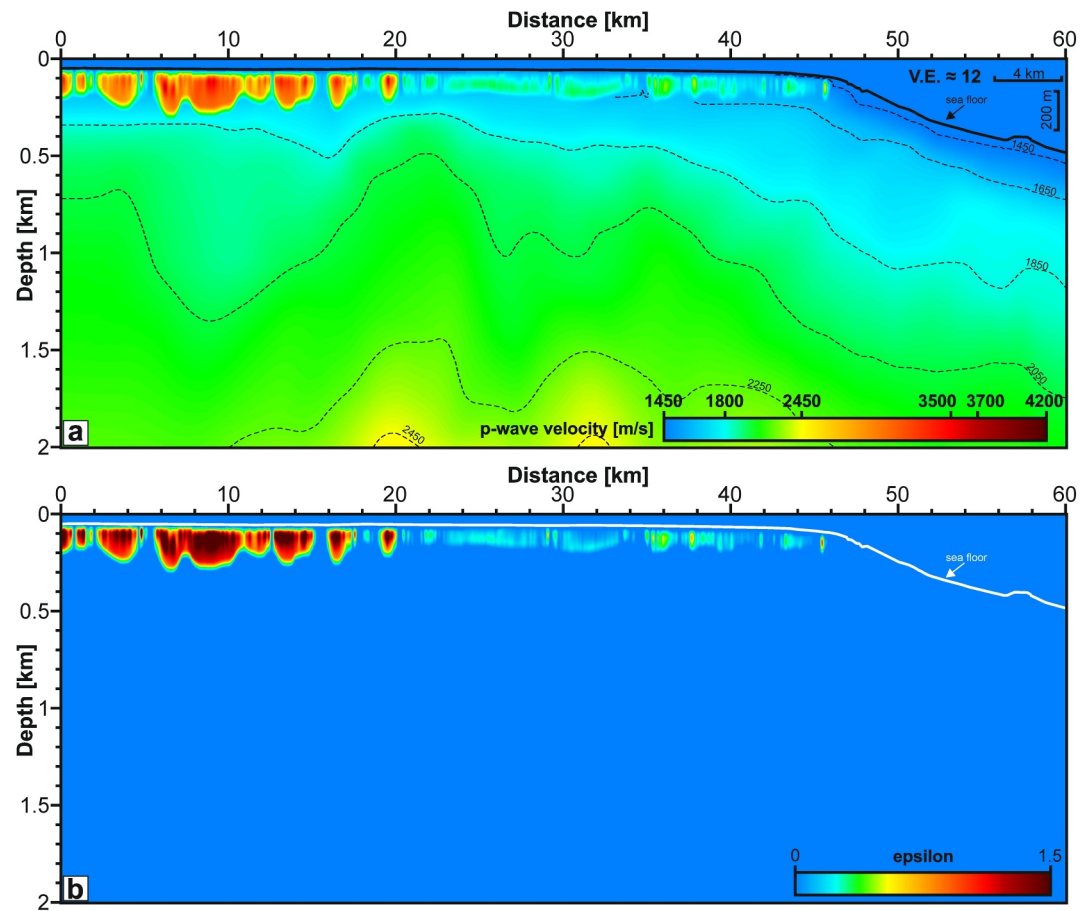 Distance [km]
0 10 20 30 40 50 60
0
V.E. ≈ 12
4 km
sea floor
200 m
1450
0.5
1650
Depth [km]
1
1850
1.5
2050
2250
1450 1800 2450 3500 3700 4200
p-wave velocity [m/s]
2450
a
2
Distance [km]
0 10 20 30 40 50 60
0
sea floor
0.5
Depth [km]
1
1.5
0 epsilon 1.5
b
2